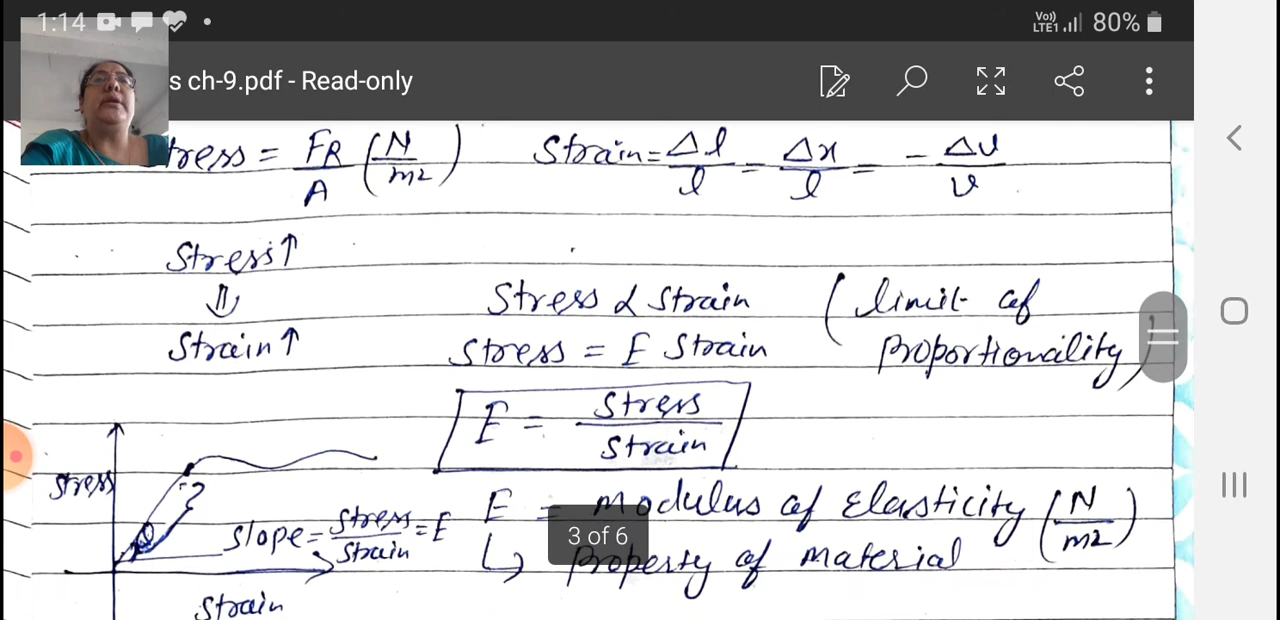 1:14 Vo)) LTE1 80%
s ch-9.pdf - Read-only
tress = FR/A (N/m2) Strain = Δl/l = Δx/l = -Δv/v
Stress↑
⇓
Strain↑
Stress α Strain (limit of proportionality)
Stress = E Strain
E = Stress/Strain
Stress
Slope = Stress/Strain = E
Strain
E = Modulus of Elasticity (N/m2)
↳ Property of Material
3 of 6